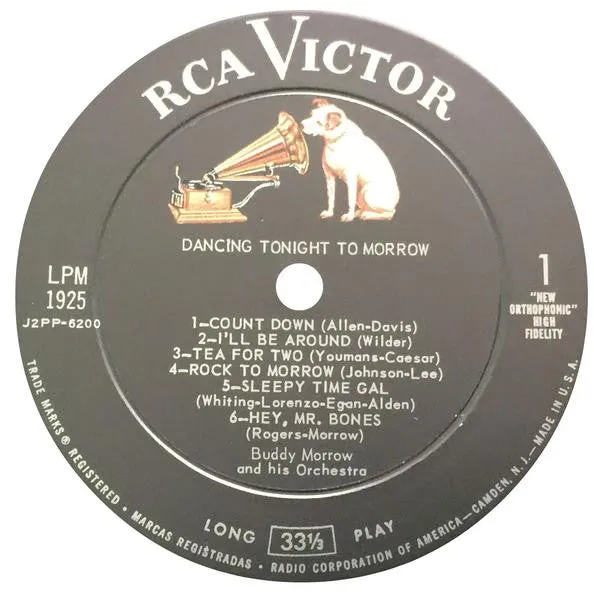 RCA VICTOR
DANCING TONIGHT TO MORROW
LPM
1925
J2PP-6200
1
"NEW
ORTHOPHONIC"
HIGH
FIDELITY
1—COUNT DOWN (Allen-Davis)
2—I'LL BE AROUND (Wilder)
3—TEA FOR TWO (Youmans-Caesar)
4—ROCK TO MORROW (Johnson-Lee)
5—SLEEPY TIME GAL
(Whiting-Lorenzo-Egan-Alden)
6—HEY, MR. BONES
(Rogers-Morrow)
Buddy Morrow
and his Orchestra
LONG 33⅓ PLAY
TRADE MARKS ® REGISTERED • MARCAS REGISTRADAS • RADIO CORPORATION OF AMERICA—CAMDEN, N.J.—MADE IN U.S.A.